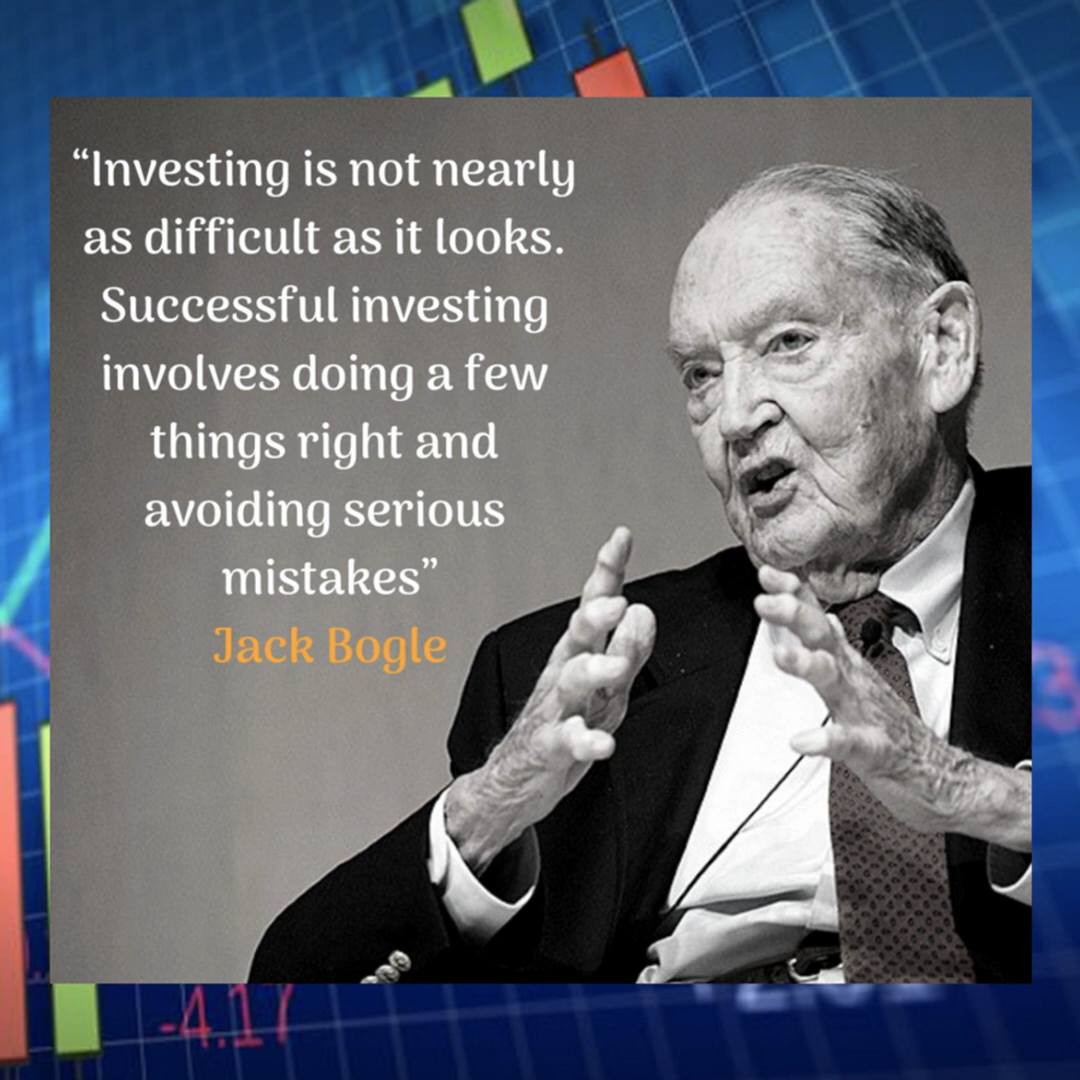 “Investing is not nearly
as difficult as it looks.
Successful investing
involves doing a few
things right and
avoiding serious
mistakes”
Jack Bogle
-4.17